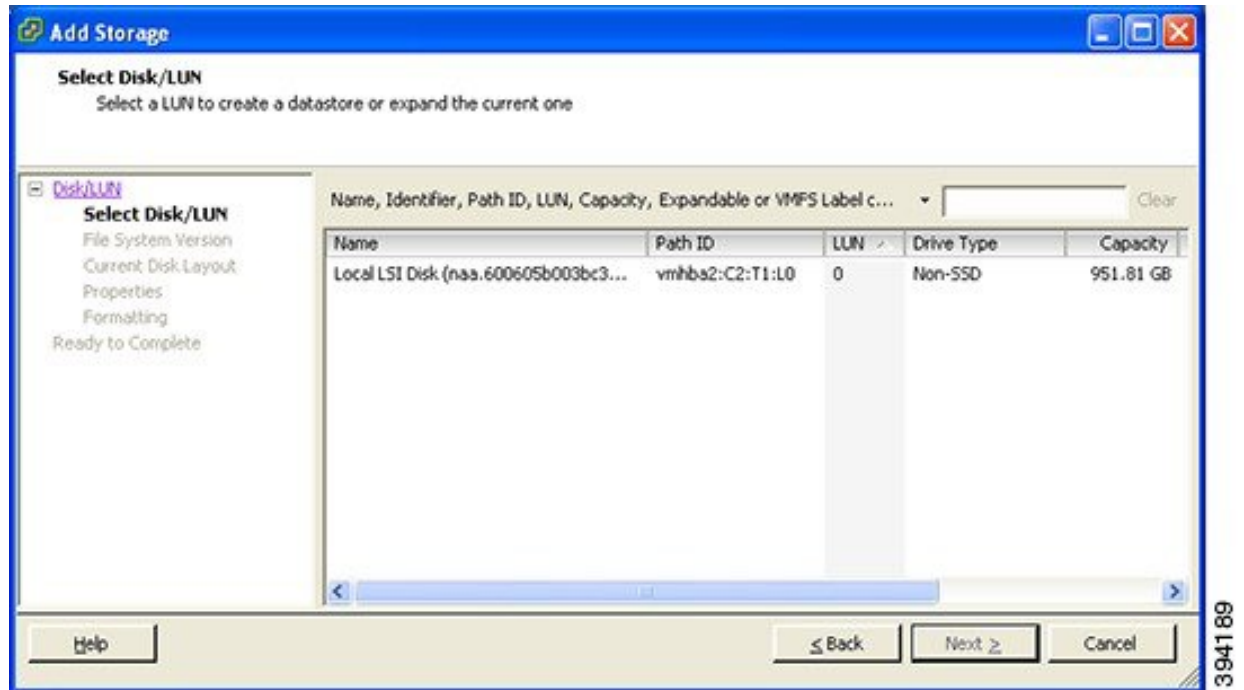 Add Storage
Select Disk/LUN
Select a LUN to create a datastore or expand the current one
Disk/LUN
Select Disk/LUN
File System Version
Current Disk Layout
Properties
Formatting
Ready to Complete
Name, Identifier, Path ID, LUN, Capacity, Expandable or VMFS Label c... Clear
Name Path ID LUN Drive Type Capacity
Local LSI Disk (naa.600605b003bc3... vmhba2:C2:T1:L0 0 Non-SSD 951.81 GB
Help ≤ Back Next ≥ Cancel
394189